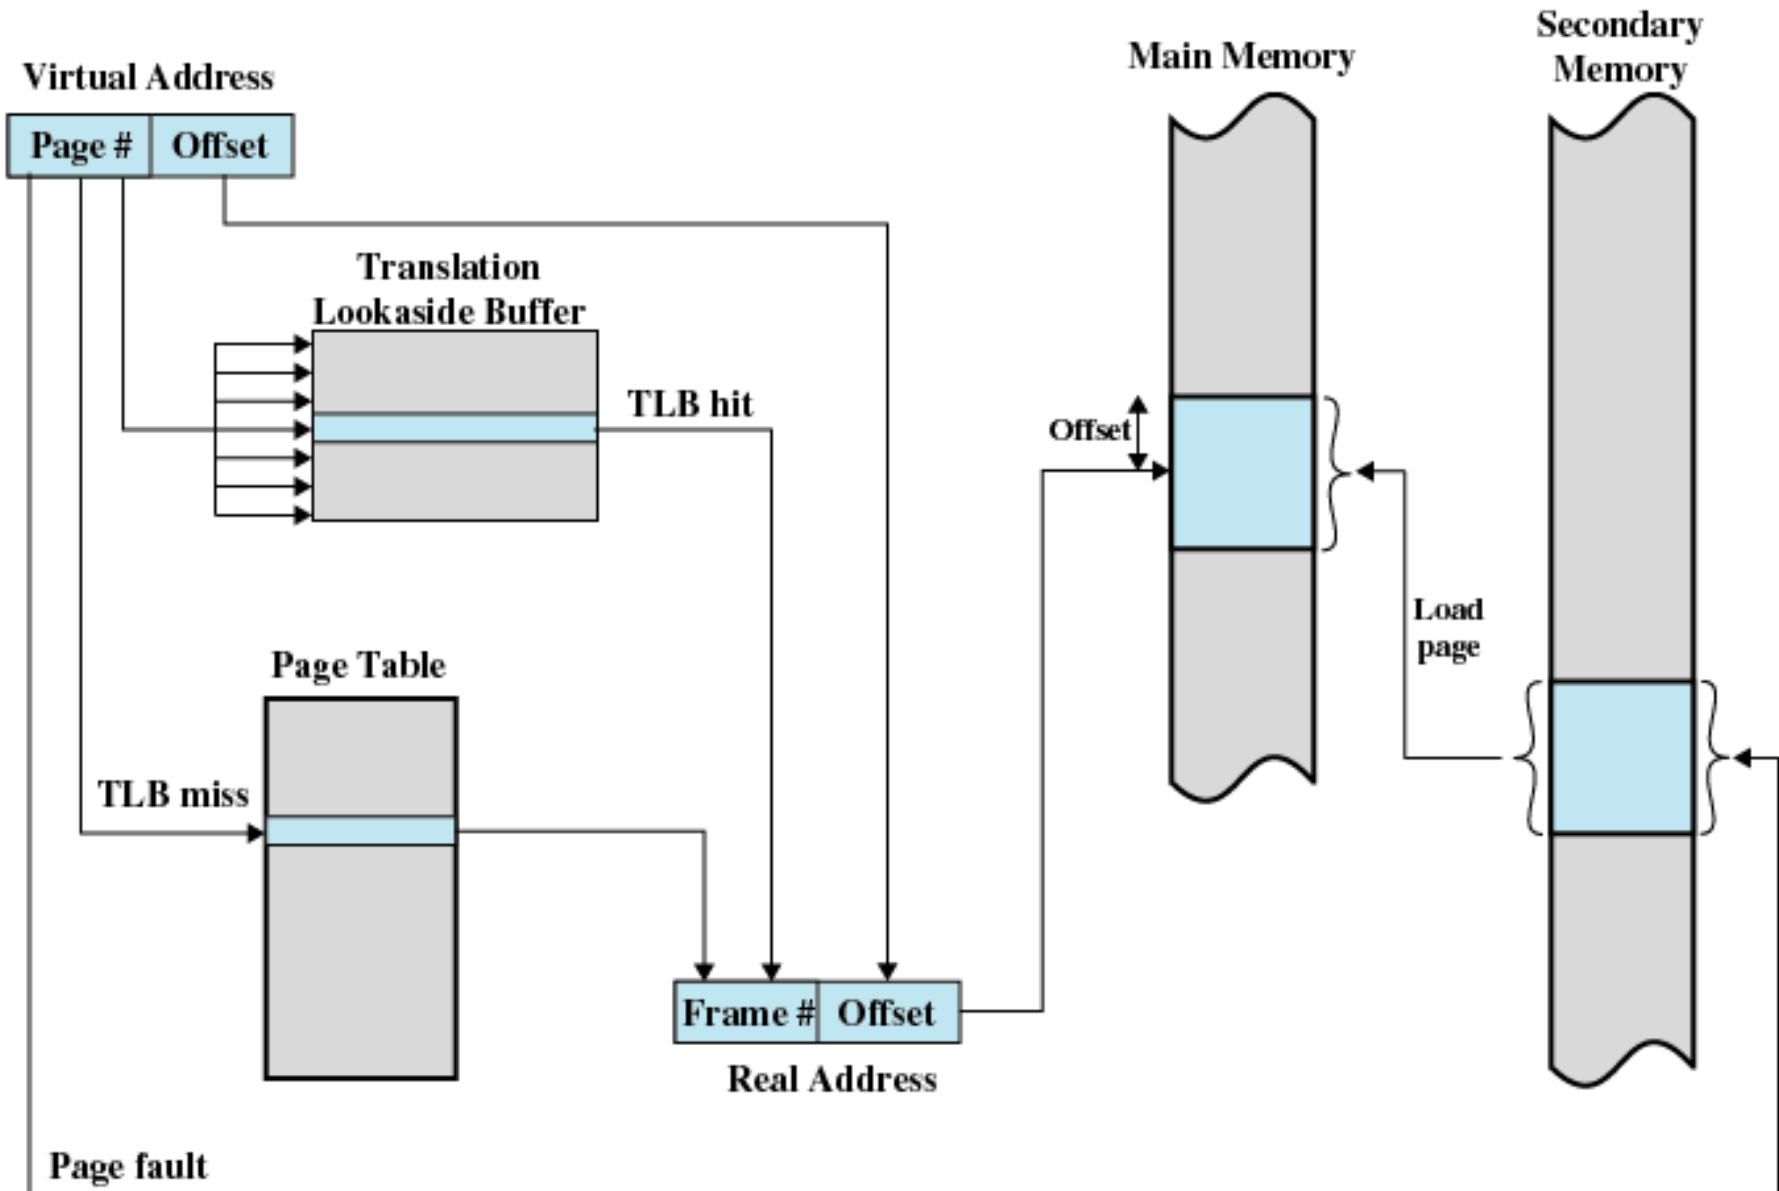 Virtual Address
Page #
Offset
Translation
Lookaside Buffer
TLB hit
Page Table
TLB miss
Frame #
Offset
Real Address
Page fault
Main Memory
Offset
Load
page
Secondary
Memory